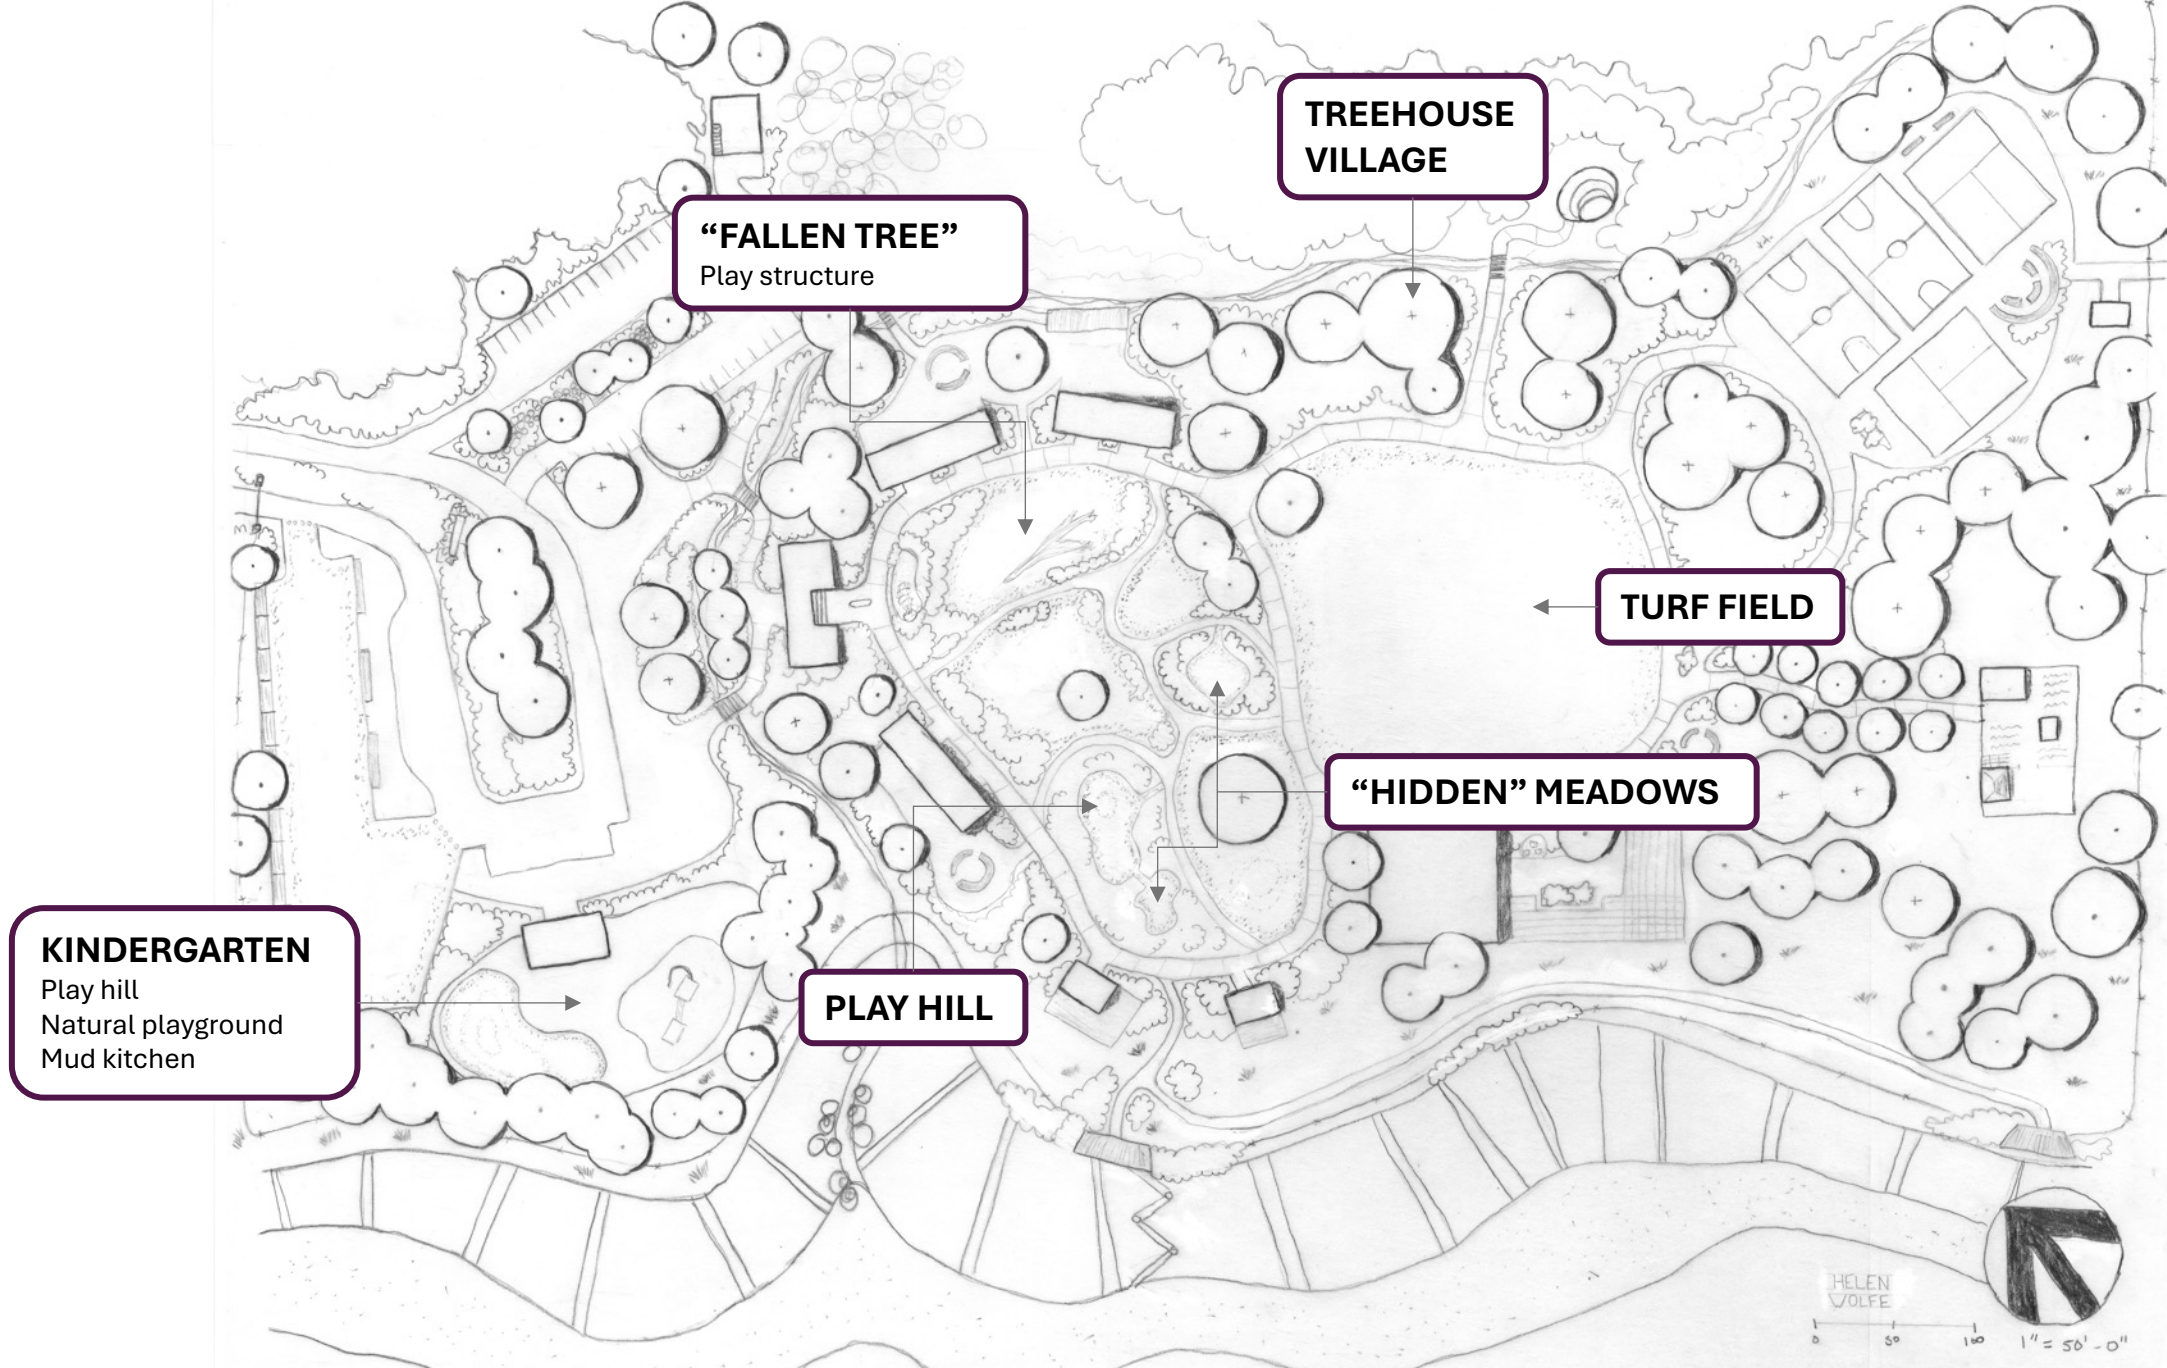 TREEHOUSE
VILLAGE
“FALLEN TREE”
Play structure
TURF FIELD
“HIDDEN” MEADOWS
KINDERGARTEN
Play hill
Natural playground
Mud kitchen
PLAY HILL
HELEN
WOLFE
0 50 100
1" = 50'-0"